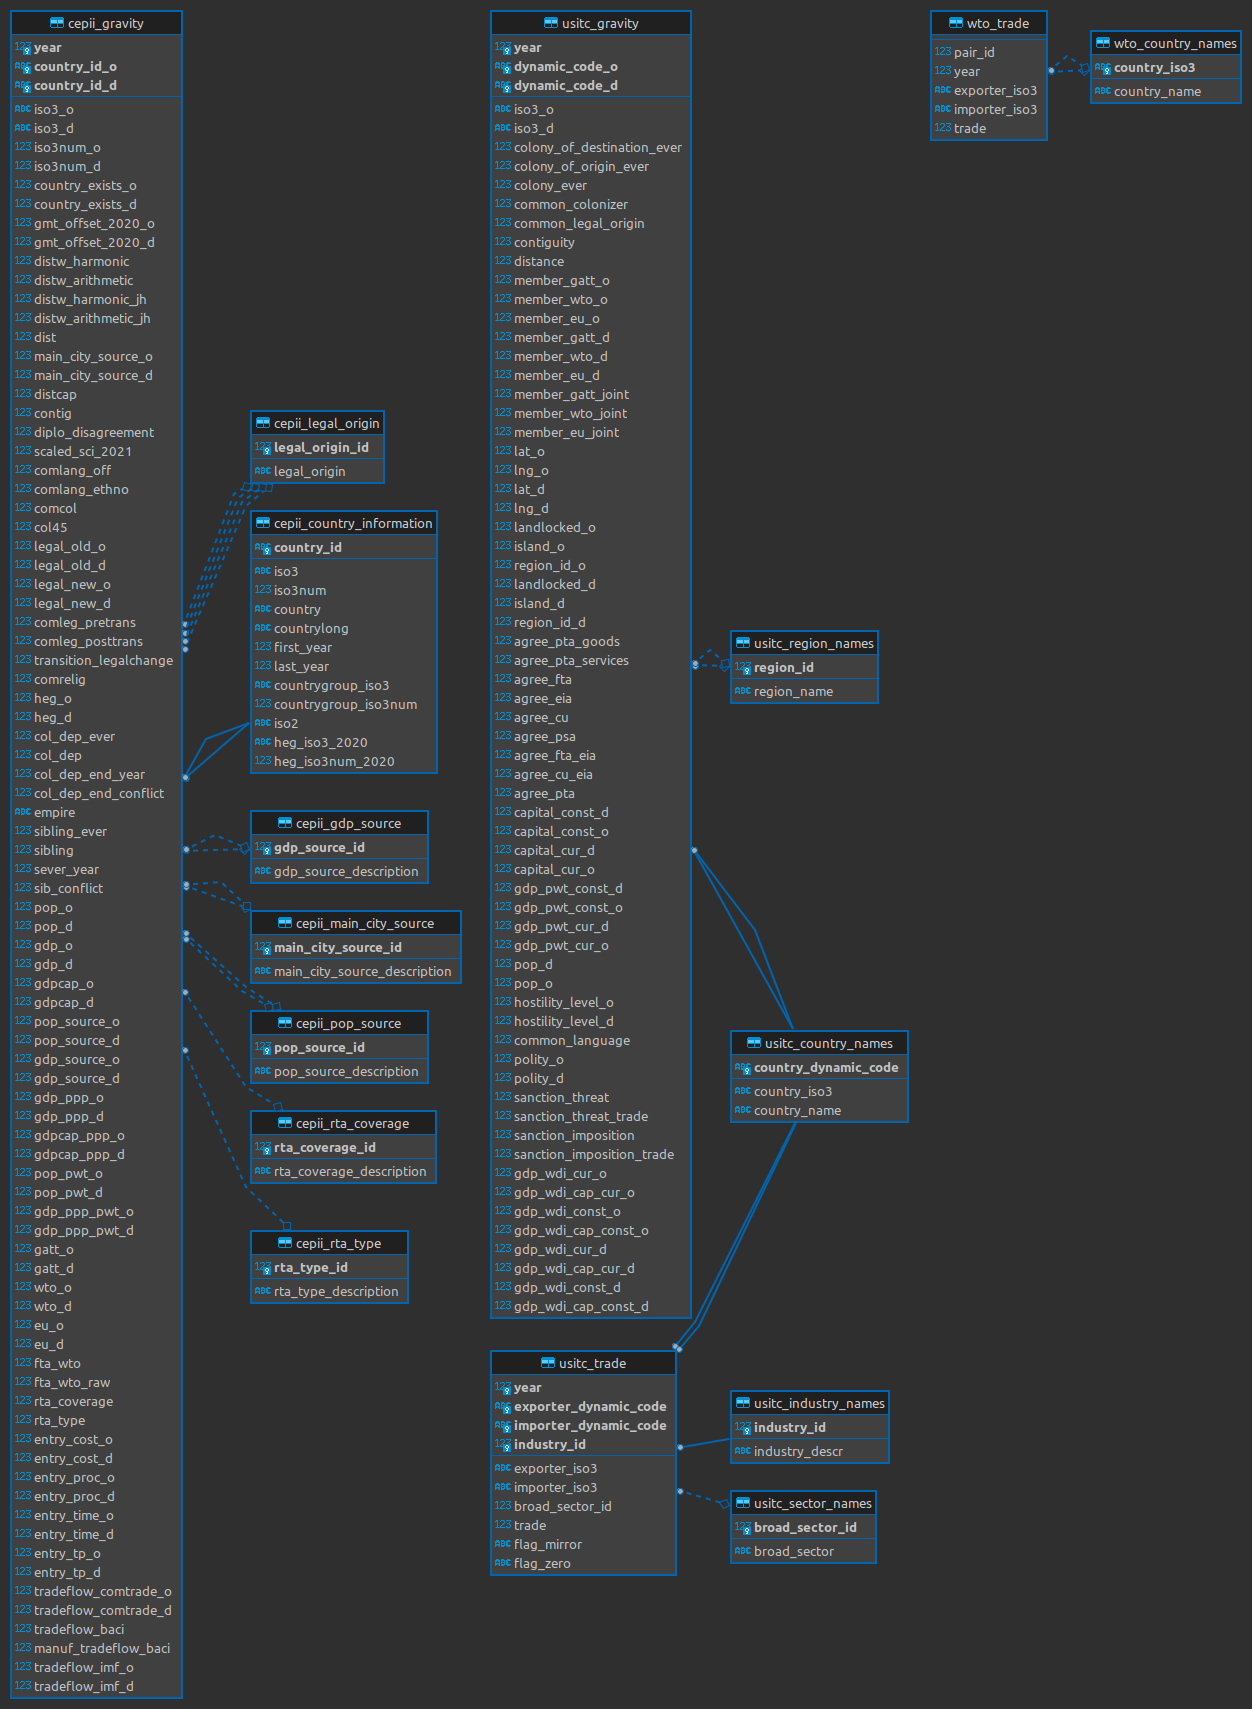 cepii_gravity
year
country_id_o
country_id_d
iso3_o
iso3_d
iso3num_o
iso3num_d
country_exists_o
country_exists_d
gmt_offset_2020_o
gmt_offset_2020_d
distw_harmonic
distw_arithmetic
distw_harmonic_jh
distw_arithmetic_jh
dist
main_city_source_o
main_city_source_d
distcap
contig
diplo_disagreement
scaled_sci_2021
comlang_off
comlang_ethno
comcol
col45
legal_old_o
legal_old_d
legal_new_o
legal_new_d
comleg_pretrans
comleg_posttrans
transition_legalchange
comrelig
heg_o
heg_d
col_dep_ever
col_dep
col_dep_end_year
col_dep_end_conflict
empire
sibling_ever
sibling
sever_year
sib_conflict
pop_o
pop_d
gdp_o
gdp_d
gdpcap_o
gdpcap_d
pop_source_o
pop_source_d
gdp_source_o
gdp_source_d
gdp_ppp_o
gdp_ppp_d
gdpcap_ppp_o
gdpcap_ppp_d
pop_pwt_o
pop_pwt_d
gdp_ppp_pwt_o
gdp_ppp_pwt_d
gatt_o
gatt_d
wto_o
wto_d
eu_o
eu_d
fta_wto
fta_wto_raw
rta_coverage
rta_type
entry_cost_o
entry_cost_d
entry_proc_o
entry_proc_d
entry_time_o
entry_time_d
entry_tp_o
entry_tp_d
tradeflow_comtrade_o
tradeflow_comtrade_d
tradeflow_baci
manuf_tradeflow_baci
tradeflow_imf_o
tradeflow_imf_d
cepii_legal_origin
legal_origin_id
legal_origin
cepii_country_information
country_id
iso3
iso3num
country
countrylong
first_year
last_year
countrygroup_iso3
countrygroup_iso3num
iso2
heg_iso3_2020
heg_iso3num_2020
cepii_gdp_source
gdp_source_id
gdp_source_description
cepii_main_city_source
main_city_source_id
main_city_source_description
cepii_pop_source
pop_source_id
pop_source_description
cepii_rta_coverage
rta_coverage_id
rta_coverage_description
cepii_rta_type
rta_type_id
rta_type_description
usitc_gravity
year
dynamic_code_o
dynamic_code_d
iso3_o
iso3_d
colony_of_destination_ever
colony_of_origin_ever
colony_ever
common_colonizer
common_legal_origin
contiguity
distance
member_gatt_o
member_wto_o
member_eu_o
member_gatt_d
member_wto_d
member_eu_d
member_gatt_joint
member_wto_joint
member_eu_joint
lat_o
lng_o
lat_d
lng_d
landlocked_o
island_o
region_id_o
landlocked_d
island_d
region_id_d
agree_pta_goods
agree_pta_services
agree_fta
agree_eia
agree_cu
agree_psa
agree_fta_eia
agree_cu_eia
agree_pta
capital_const_d
capital_const_o
capital_cur_d
capital_cur_o
gdp_pwt_const_d
gdp_pwt_const_o
gdp_pwt_cur_d
gdp_pwt_cur_o
pop_d
pop_o
hostility_level_o
hostility_level_d
common_language
polity_o
polity_d
sanction_threat
sanction_threat_trade
sanction_imposition
sanction_imposition_trade
gdp_wdi_cur_o
gdp_wdi_cap_cur_o
gdp_wdi_const_o
gdp_wdi_cap_const_o
gdp_wdi_cur_d
gdp_wdi_cap_cur_d
gdp_wdi_const_d
gdp_wdi_cap_const_d
usitc_trade
year
exporter_dynamic_code
importer_dynamic_code
industry_id
exporter_iso3
importer_iso3
broad_sector_id
trade
flag_mirror
flag_zero
usitc_region_names
region_id
region_name
usitc_country_names
country_dynamic_code
country_iso3
country_name
usitc_industry_names
industry_id
industry_descr
usitc_sector_names
broad_sector_id
broad_sector
wto_trade
pair_id
year
exporter_iso3
importer_iso3
trade
wto_country_names
country_iso3
country_name